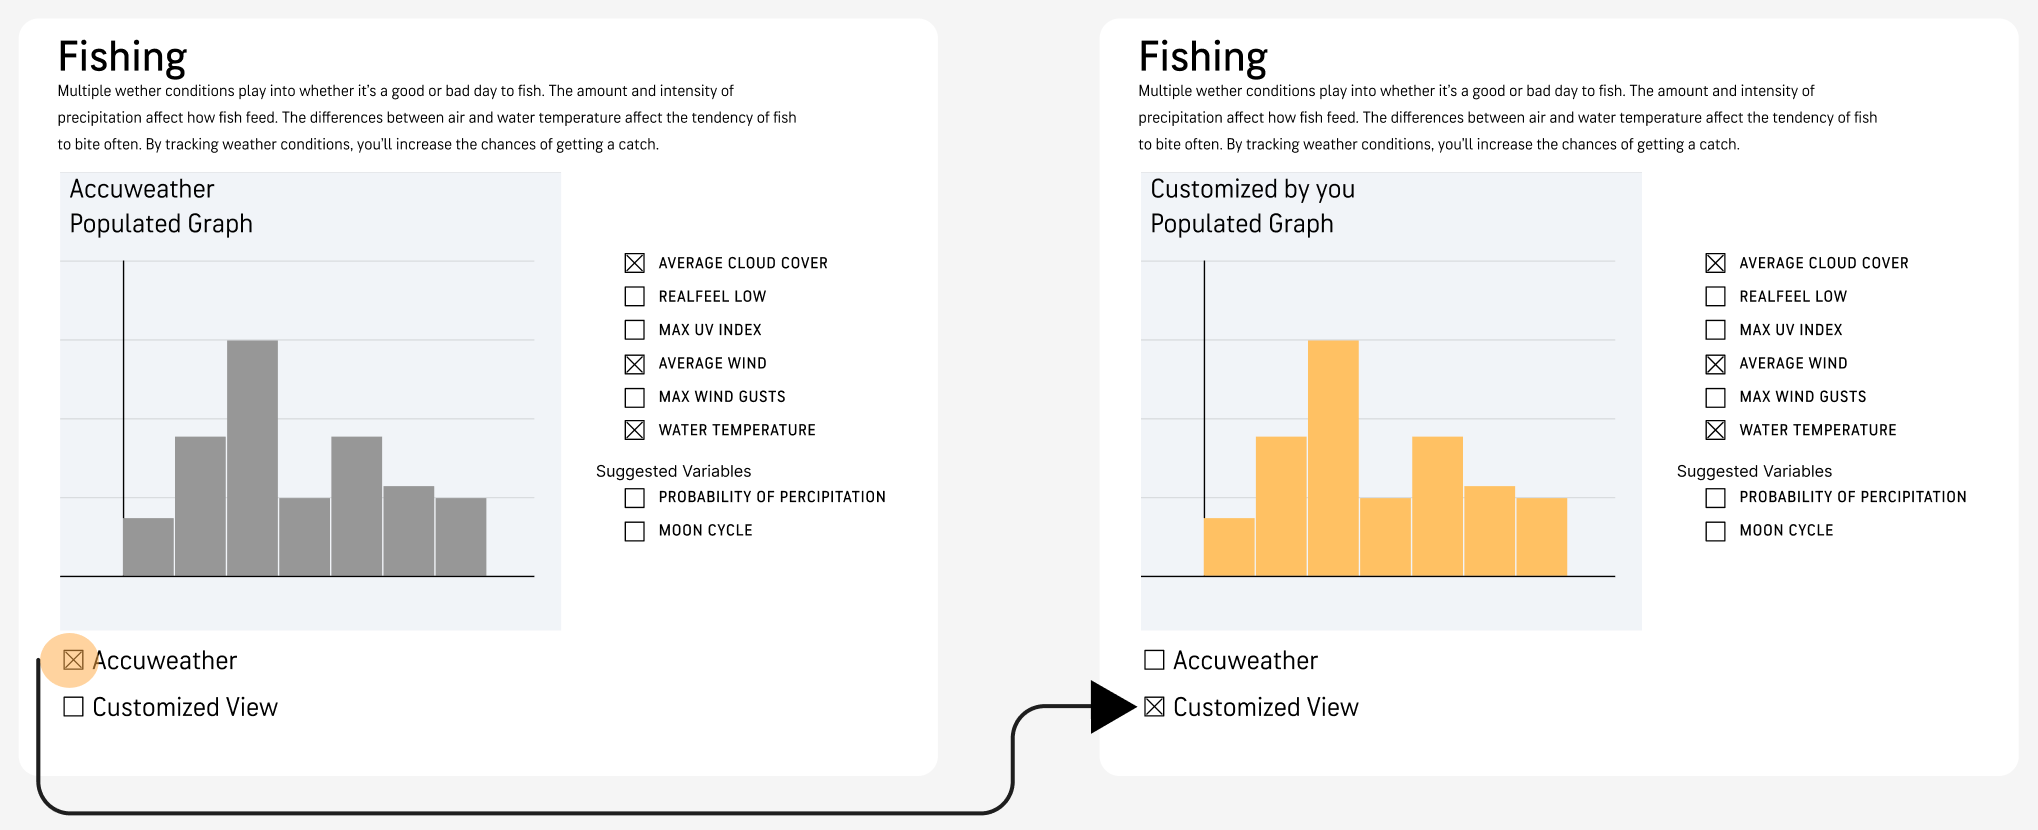 Fishing
Multiple wether conditions play into whether it's a good or bad day to fish. The amount and intensity of
precipitation affect how fish feed. The differences between air and water temperature affect the tendency of fish
to bite often. By tracking weather conditions, you'll increase the chances of getting a catch.
Accuweather
Populated Graph
AVERAGE CLOUD COVER
REALFEEL LOW
MAX UV INDEX
AVERAGE WIND
MAX WIND GUSTS
WATER TEMPERATURE
Suggested Variables
PROBABILITY OF PERCIPITATION
MOON CYCLE
Accuweather
Customized View
Fishing
Multiple wether conditions play into whether it's a good or bad day to fish. The amount and intensity of
precipitation affect how fish feed. The differences between air and water temperature affect the tendency of fish
to bite often. By tracking weather conditions, you'll increase the chances of getting a catch.
Customized by you
Populated Graph
AVERAGE CLOUD COVER
REALFEEL LOW
MAX UV INDEX
AVERAGE WIND
MAX WIND GUSTS
WATER TEMPERATURE
Suggested Variables
PROBABILITY OF PERCIPITATION
MOON CYCLE
Accuweather
Customized View